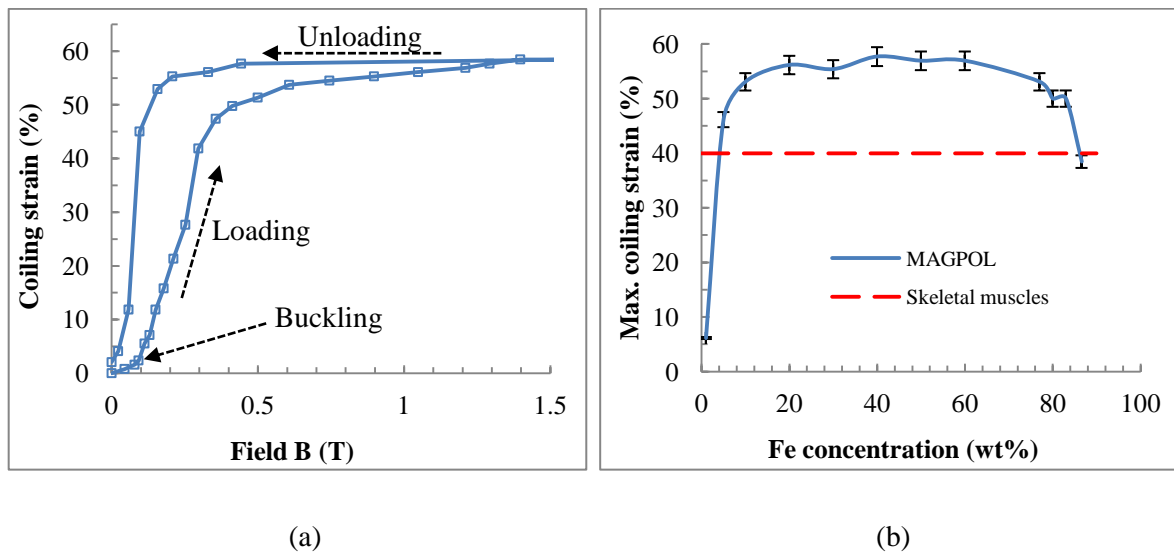 Coiling strain (%)
60
50
40
30
20
10
0
Unloading
Loading
Buckling
0
0.5
1
1.5
Field B (T)
(a)
Max. coiling strain (%)
60
50
40
30
20
10
0
MAGPOL
Skeletal muscles
0
20
40
60
80
100
Fe concentration (wt%)
(b)